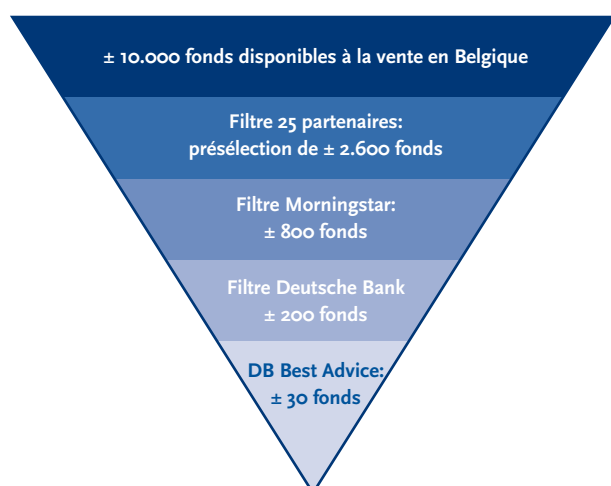 ± 10.000 fonds disponibles à la vente en Belgique
Filtre 25 partenaires:
présélection de ± 2.600 fonds
Filtre Morningstar:
± 800 fonds
Filtre Deutsche Bank
± 200 fonds
DB Best Advice:
± 30 fonds